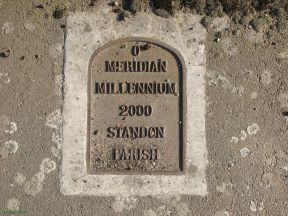 0
MERIDIAN
MILLENNIUM
2000
STANDON
PARISH